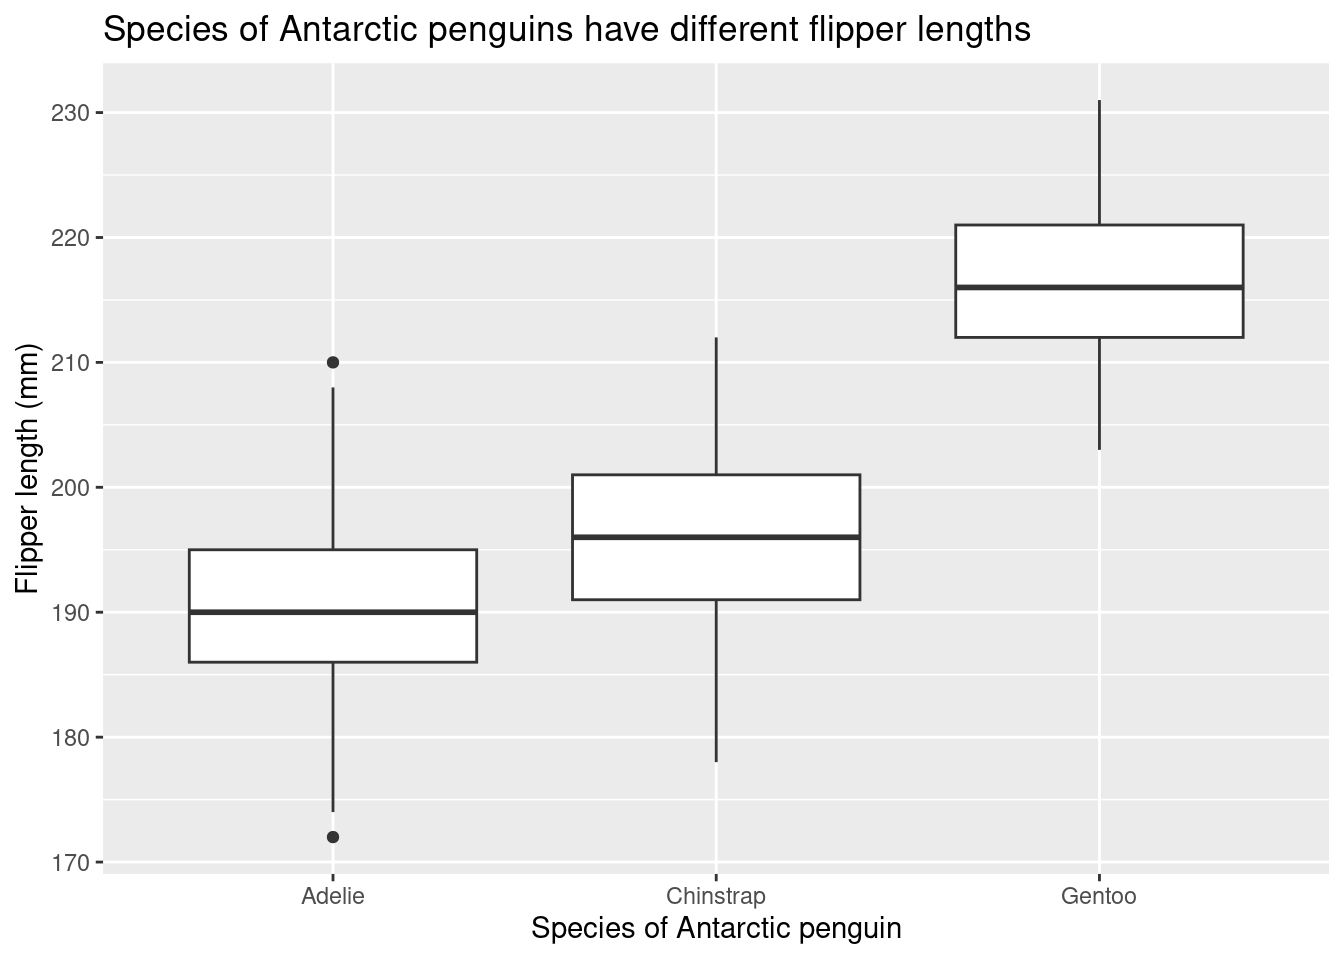 Species of Antarctic penguins have different flipper lengths
Flipper length (mm)
230
220
210
200
190
180
170
Adelie
Chinstrap
Gentoo
Species of Antarctic penguin